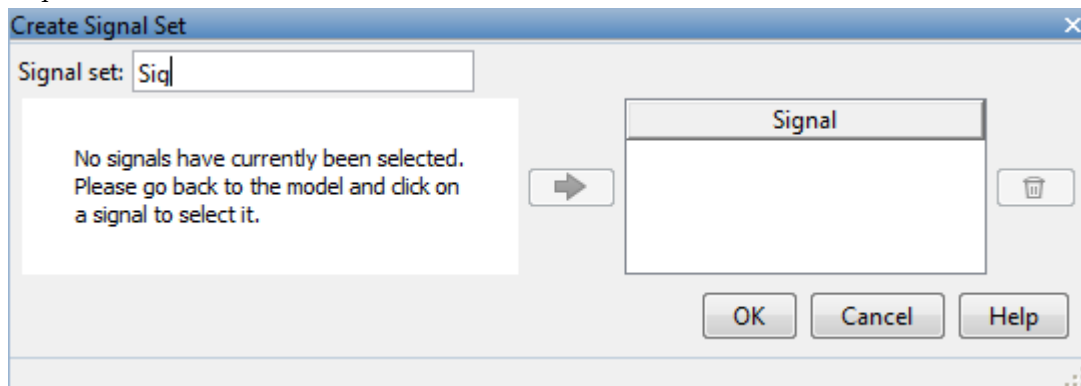 Create Signal Set
Signal set: Sig
Signal
No signals have currently been selected.
Please go back to the model and click on
a signal to select it.
OK Cancel Help